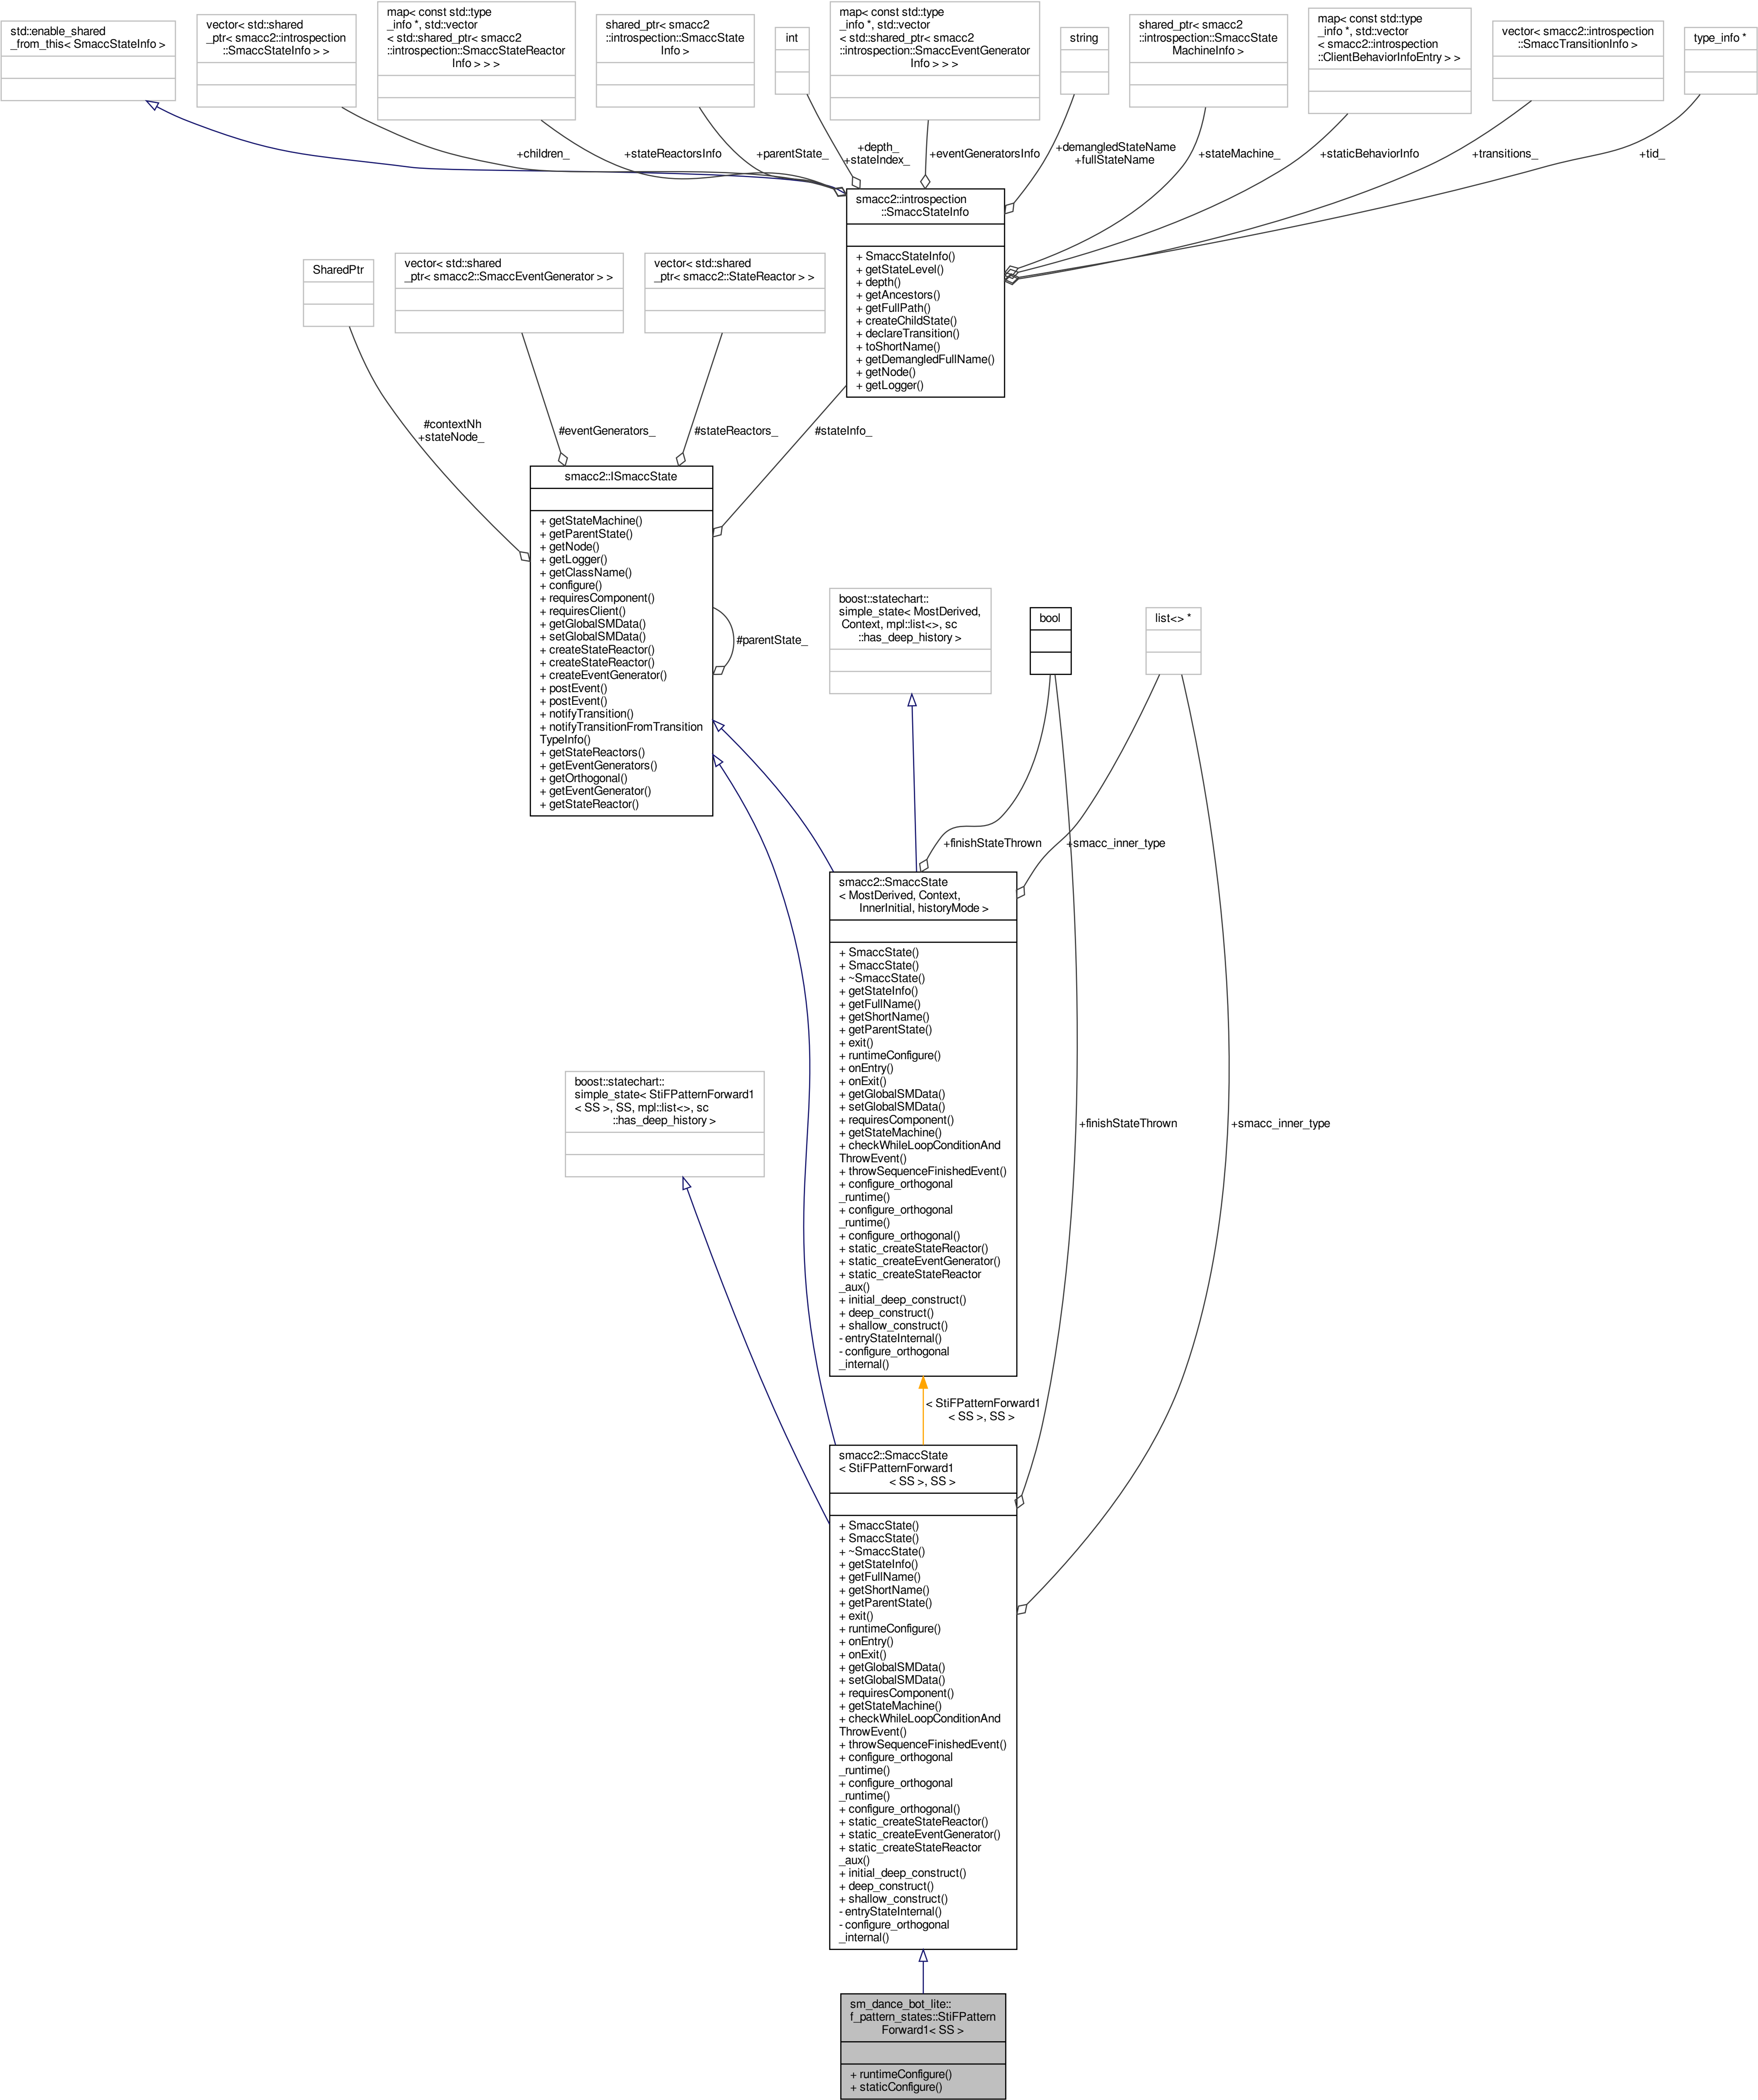 std::enable_shared
_from_this< SmaccStateInfo >
vector< std::shared
_ptr< smacc2::introspection
::SmaccStateInfo > >
map< const std::type
_info *, std::vector
< std::shared_ptr< smacc2
::introspection::SmaccStateReactor
Info > > >
shared_ptr< smacc2
::introspection::SmaccState
Info >
int
map< const std::type
_info *, std::vector
< std::shared_ptr< smacc2
::introspection::SmaccEventGenerator
Info > > >
string
shared_ptr< smacc2
::introspection::SmaccState
MachineInfo >
map< const std::type
_info *, std::vector
< smacc2::introspection
::ClientBehaviorInfoEntry > >
vector< smacc2::introspection
::SmaccTransitionInfo >
type_info *
+children_
+stateReactorsInfo
+parentState_
+depth_
+stateIndex_
+eventGeneratorsInfo
+demangledStateName
+fullStateName
+stateMachine_
+staticBehaviorInfo
+transitions_
+tid_
smacc2::introspection
::SmaccStateInfo
+ SmaccStateInfo()
+ getStateLevel()
+ depth()
+ getAncestors()
+ getFullPath()
+ createChildState()
+ declareTransition()
+ toShortName()
+ getDemangledFullName()
+ getNode()
+ getLogger()
SharedPtr
vector< std::shared
_ptr< smacc2::SmaccEventGenerator > >
vector< std::shared
_ptr< smacc2::StateReactor > >
#contextNh
+stateNode_
#eventGenerators_
#stateReactors_
#stateInfo_
smacc2::ISmaccState
+ getStateMachine()
+ getParentState()
+ getNode()
+ getLogger()
+ getClassName()
+ configure()
+ requiresComponent()
+ requiresClient()
+ getGlobalSMData()
+ setGlobalSMData()
+ createStateReactor()
+ createStateReactor()
+ createEventGenerator()
+ postEvent()
+ postEvent()
+ notifyTransition()
+ notifyTransitionFromTransition
TypeInfo()
+ getStateReactors()
+ getEventGenerators()
+ getOrthogonal()
+ getEventGenerator()
+ getStateReactor()
#parentState_
boost::statechart::
simple_state< MostDerived,
Context, mpl::list<>, sc
::has_deep_history >
bool
list<> *
+finishStateThrown
+smacc_inner_type
smacc2::SmaccState
< MostDerived, Context,
InnerInitial, historyMode >
+ SmaccState()
+ SmaccState()
+ ~SmaccState()
+ getStateInfo()
+ getFullName()
+ getShortName()
+ getParentState()
+ exit()
+ runtimeConfigure()
+ onEntry()
+ onExit()
+ getGlobalSMData()
+ setGlobalSMData()
+ requiresComponent()
+ getStateMachine()
+ checkWhileLoopConditionAnd
ThrowEvent()
+ throwSequenceFinishedEvent()
+ configure_orthogonal
_runtime()
+ configure_orthogonal
_runtime()
+ configure_orthogonal()
+ static_createStateReactor()
+ static_createEventGenerator()
+ static_createStateReactor
_aux()
+ initial_deep_construct()
+ deep_construct()
+ shallow_construct()
- entryStateInternal()
- configure_orthogonal
_internal()
boost::statechart::
simple_state< StiFPatternForward1
< SS >, SS, mpl::list<>, sc
::has_deep_history >
+finishStateThrown
+smacc_inner_type
< StiFPatternForward1
< SS >, SS >
smacc2::SmaccState
< StiFPatternForward1
< SS >, SS >
+ SmaccState()
+ SmaccState()
+ ~SmaccState()
+ getStateInfo()
+ getFullName()
+ getShortName()
+ getParentState()
+ exit()
+ runtimeConfigure()
+ onEntry()
+ onExit()
+ getGlobalSMData()
+ setGlobalSMData()
+ requiresComponent()
+ getStateMachine()
+ checkWhileLoopConditionAnd
ThrowEvent()
+ throwSequenceFinishedEvent()
+ configure_orthogonal
_runtime()
+ configure_orthogonal
_runtime()
+ configure_orthogonal()
+ static_createStateReactor()
+ static_createEventGenerator()
+ static_createStateReactor
_aux()
+ initial_deep_construct()
+ deep_construct()
+ shallow_construct()
- entryStateInternal()
- configure_orthogonal
_internal()
sm_dance_bot_lite::
f_pattern_states::StiFPattern
Forward1< SS >
+ runtimeConfigure()
+ staticConfigure()